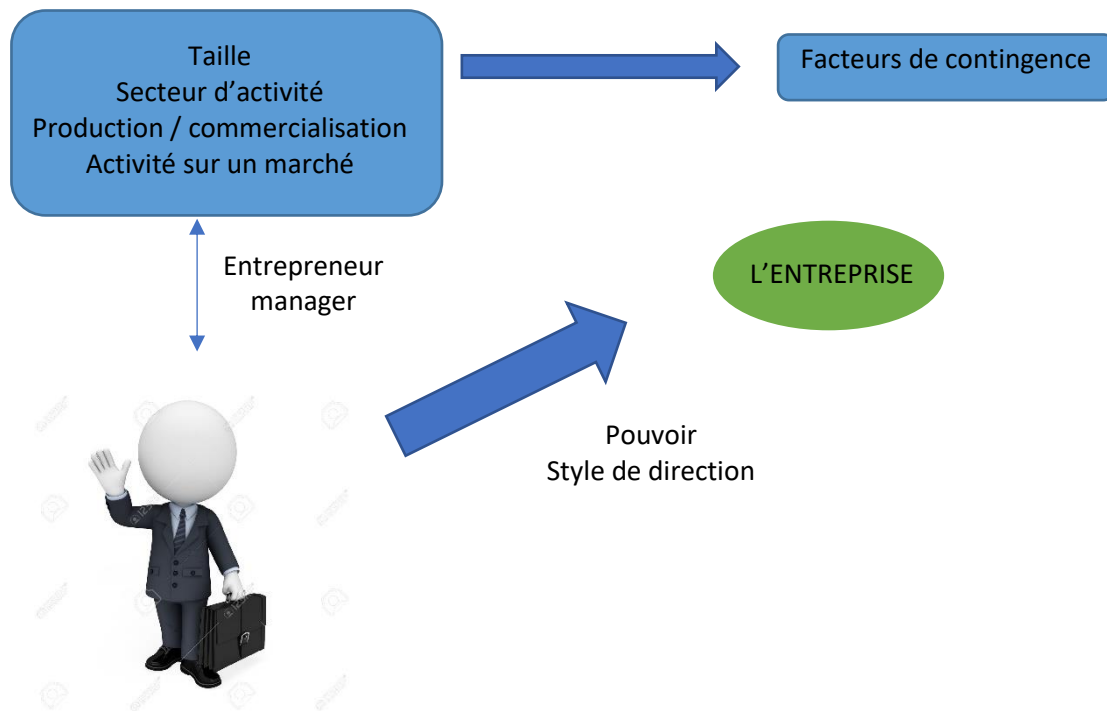 Taille
Secteur d’activité
Production / commercialisation
Activité sur un marché
Facteurs de contingence
Entrepreneur
manager
L’ENTREPRISE
Pouvoir
Style de direction